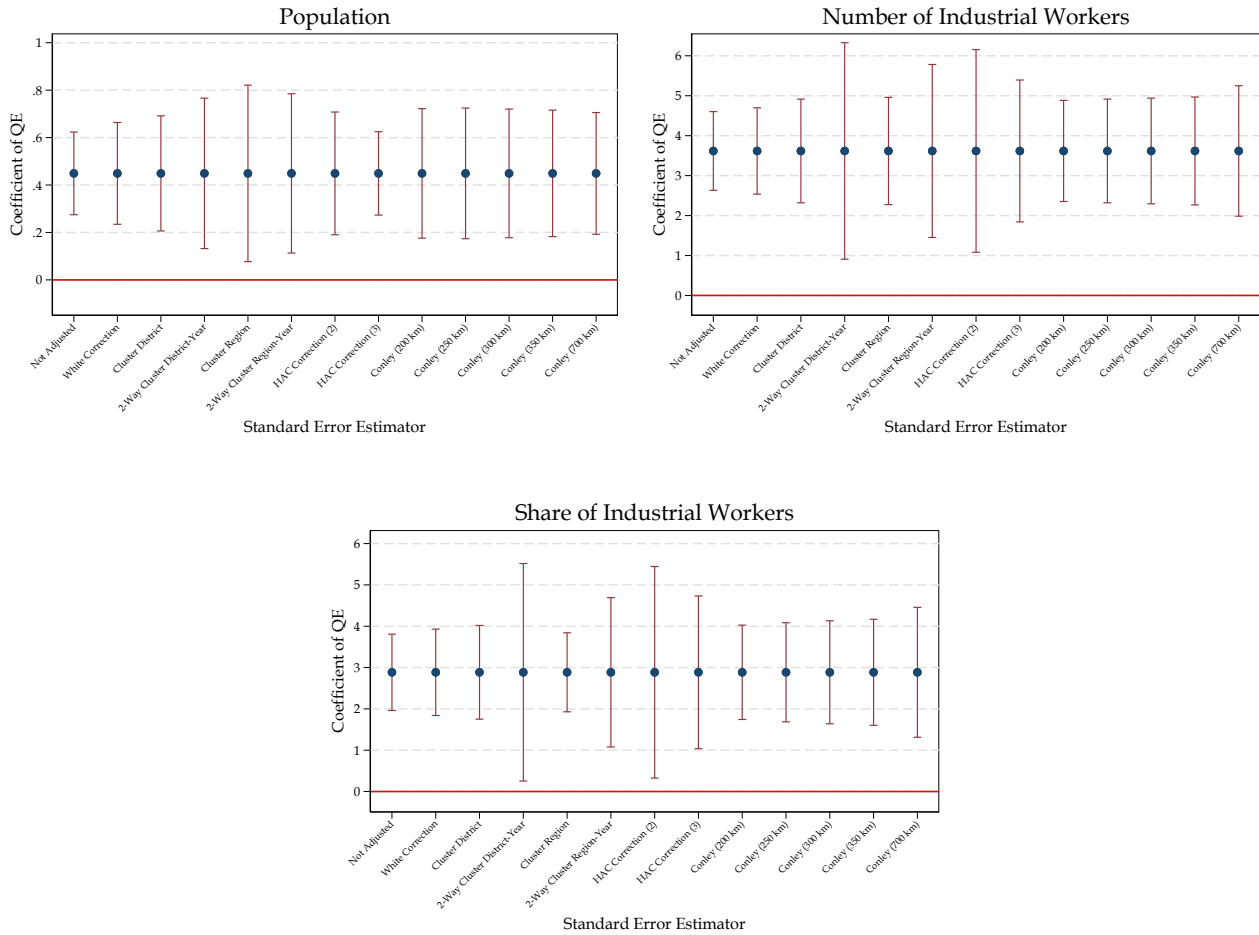 Population
Coefficient of QE
1
.8
.6
.4
.2
0
Not Adjusted
White Correction
Cluster District
2-Way Cluster District-Year
Cluster Region
2-Way Cluster Region-Year
HAC Correction (2)
HAC Correction (3)
Conley (200 km)
Conley (250 km)
Conley (300 km)
Conley (350 km)
Conley (700 km)
Standard Error Estimator
Number of Industrial Workers
Coefficient of QE
6
5
4
3
2
1
0
Not Adjusted
White Correction
Cluster District
2-Way Cluster District-Year
Cluster Region
2-Way Cluster Region-Year
HAC Correction (2)
HAC Correction (3)
Conley (200 km)
Conley (250 km)
Conley (300 km)
Conley (350 km)
Conley (700 km)
Standard Error Estimator
Share of Industrial Workers
Coefficient of QE
6
5
4
3
2
1
0
Not Adjusted
White Correction
Cluster District
2-Way Cluster District-Year
Cluster Region
2-Way Cluster Region-Year
HAC Correction (2)
HAC Correction (3)
Conley (200 km)
Conley (250 km)
Conley (300 km)
Conley (350 km)
Conley (700 km)
Standard Error Estimator